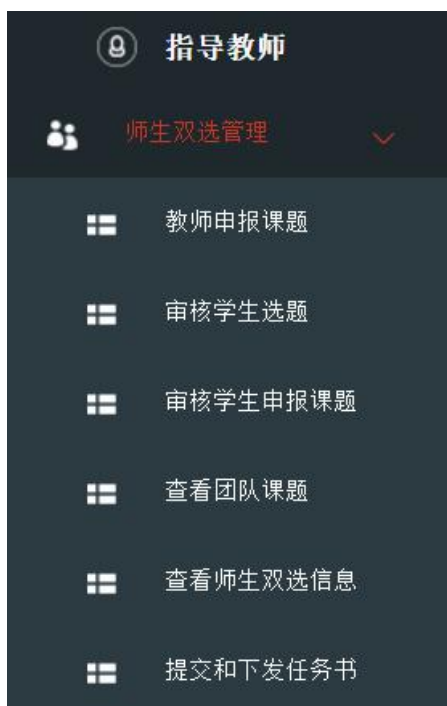 指导教师
师生双选管理
教师申报课题
审核学生选题
审核学生申报课题
查看团队课题
查看师生双选信息
提交和下发任务书